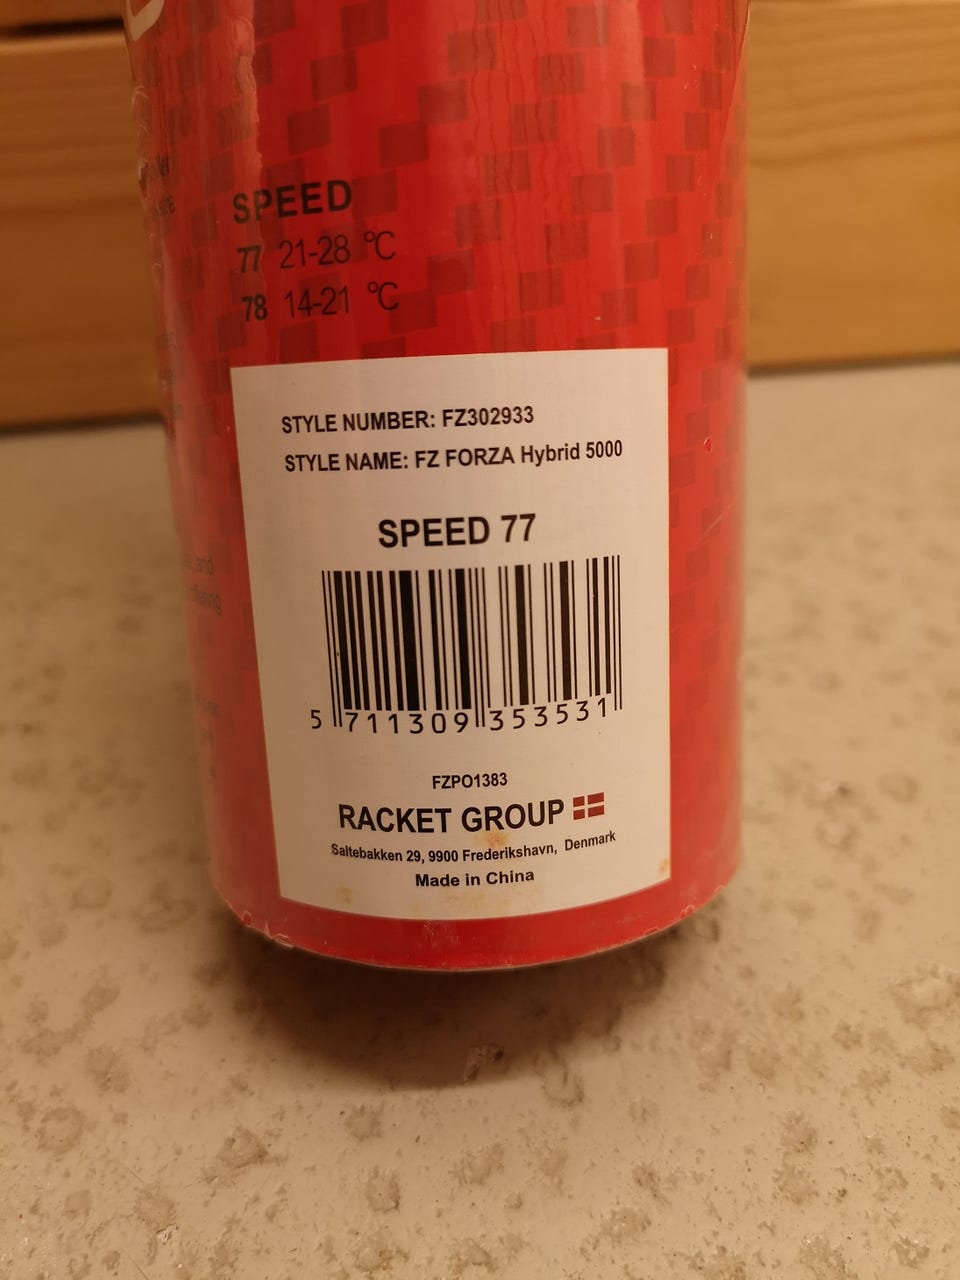 SPEED
77 21-28 °C
78 14-21 °C
STYLE NUMBER: FZ302933
STYLE NAME: FZ FORZA Hybrid 5000
SPEED 77
5 711309 353531
FZPO1383
RACKET GROUP
Saltebakken 29, 9900 Frederikshavn, Denmark
Made in China
and